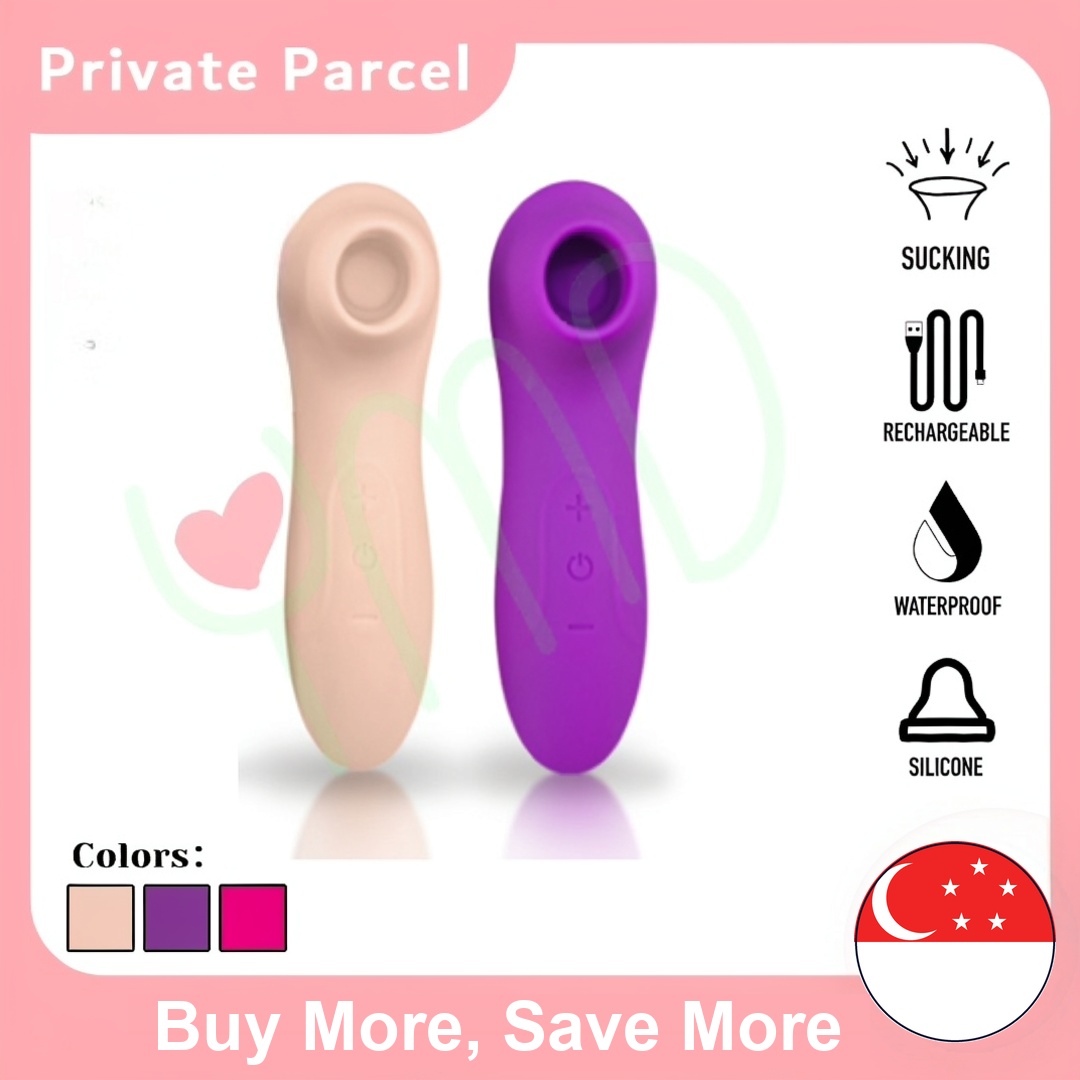 Private Parcel
SUCKING
RECHARGEABLE
WATERPROOF
SILICONE
Colors:
Buy More, Save More